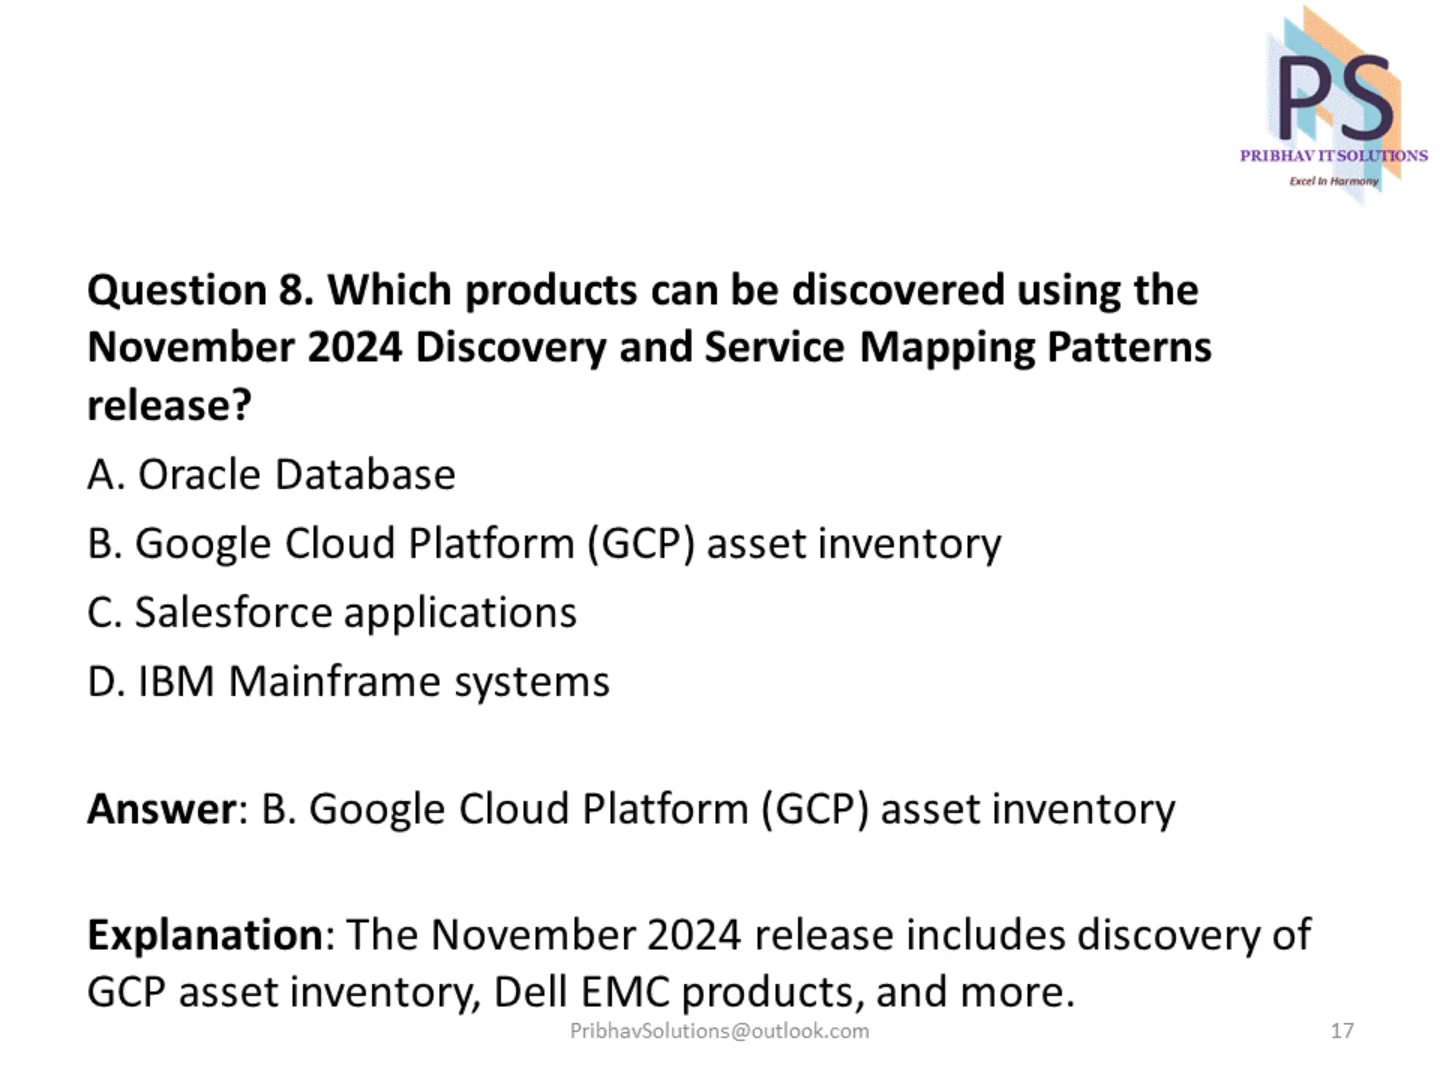 PS
PRIBHAV IT SOLUTIONS
Excel In Harmony
Question 8. Which products can be discovered using the
November 2024 Discovery and Service Mapping Patterns
release?
A. Oracle Database
B. Google Cloud Platform (GCP) asset inventory
C. Salesforce applications
D. IBM Mainframe systems
Answer: B. Google Cloud Platform (GCP) asset inventory
Explanation: The November 2024 release includes discovery of
GCP asset inventory, Dell EMC products, and more.
PribhavSolutions@outlook.com
17